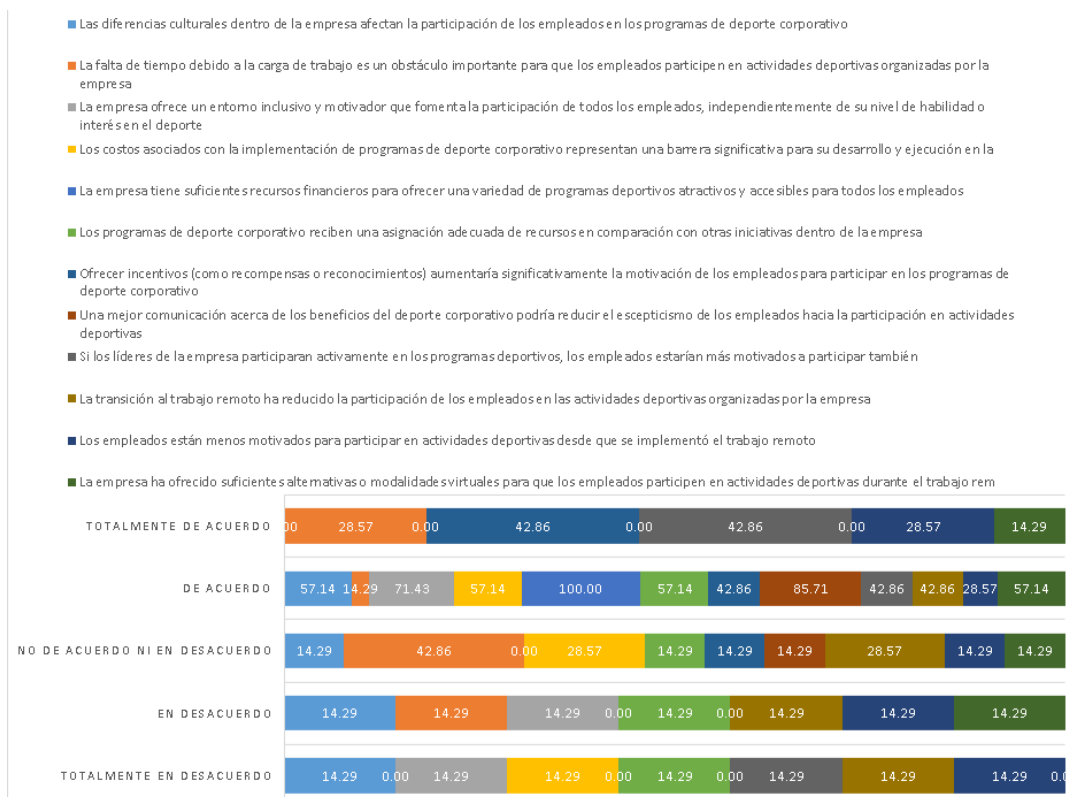 Las diferencias culturales dentro de la empresa afectan la participación de los empleados en los programas de deporte corporativo
La falta de tiempo debido a la carga de trabajo es un obstáculo importante para que los empleados participen en actividades deportivas organizadas por la
empresa
La empresa ofrece un entorno inclusivo y motivador que fomenta la participación de todos los empleados, independientemente de su nivel de habilidad o
interés en el deporte
Los costos asociados con la implementación de programas de deporte corporativo representan una barrera significativa para su desarrollo y ejecución en la
La empresa tiene suficientes recursos financieros para ofrecer una variedad de programas deportivos atractivos y accesibles para todos los empleados
Los programas de deporte corporativo reciben una asignación adecuada de recursos en comparación con otras iniciativas dentro de la empresa
Ofrecer incentivos (como recompensas o reconocimientos) aumentaría significativamente la motivación de los empleados para participar en los programas de
deporte corporativo
Una mejor comunicación acerca de los beneficios del deporte corporativo podría reducir el escepticismo de los empleados hacia la participación en actividades
deportivas
Si los líderes de la empresa participaran activamente en los programas deportivos, los empleados estarían más motivados a participar también
La transición al trabajo remoto ha reducido la participación de los empleados en las actividades deportivas organizadas por la empresa
Los empleados están menos motivados para participar en actividades deportivas desde que se implementó el trabajo remoto
La empresa ha ofrecido suficientes alternativas o modalidades virtuales para que los empleados participen en actividades deportivas durante el trabajo rem
TOTALMENTE DE ACUERDO 28.57 0.00 42.86 0.00 42.86 0.00 28.57 14.29
DE ACUERDO 57.14 14.29 71.43 57.14 100.00 57.14 42.86 85.71 42.86 42.86 28.57 57.14
NO DE ACUERDO NI EN DESACUERDO 14.29 42.86 0.00 28.57 14.29 14.29 14.29 28.57 14.29 14.29
EN DESACUERDO 14.29 14.29 14.29 0.00 14.29 0.00 14.29 14.29 14.29
TOTALMENTE EN DESACUERDO 14.29 0.00 14.29 14.29 0.00 14.29 0.00 14.29 14.29 14.29